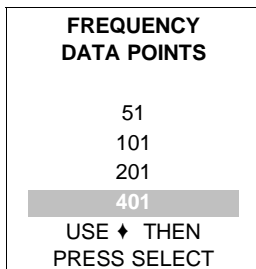 FREQUENCY
DATA POINTS
51
101
201
401
USE ♦ THEN
PRESS SELECT